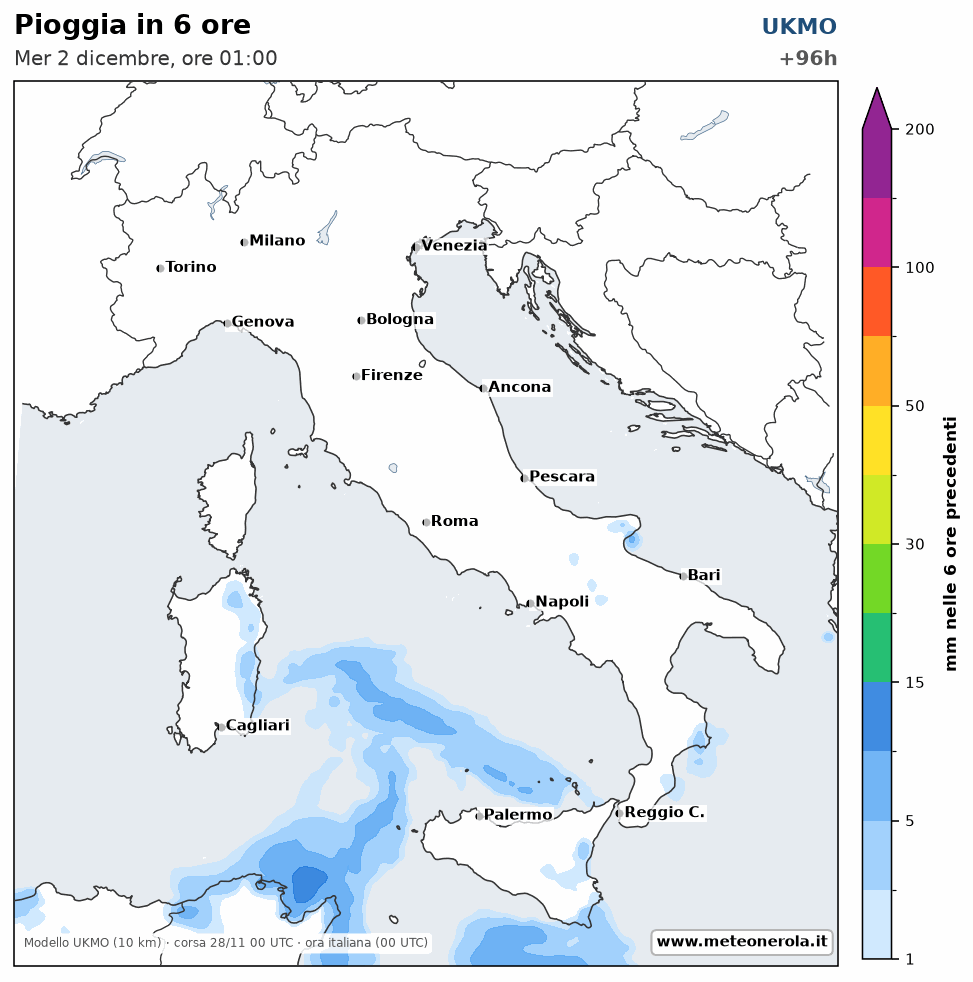 Pioggia in 6 ore
UKMO
Mer 2 dicembre, ore 01:00
+96h
Milano
Venezia
Torino
Genova
Bologna
Firenze
Ancona
Pescara
Roma
Bari
Napoli
Cagliari
Palermo
Reggio C.
200
100
50
30
15
5
1
mm nelle 6 ore precedenti
Modello UKMO (10 km) · corsa 28/11 00 UTC · ora italiana (00 UTC)
www.meteonerola.it